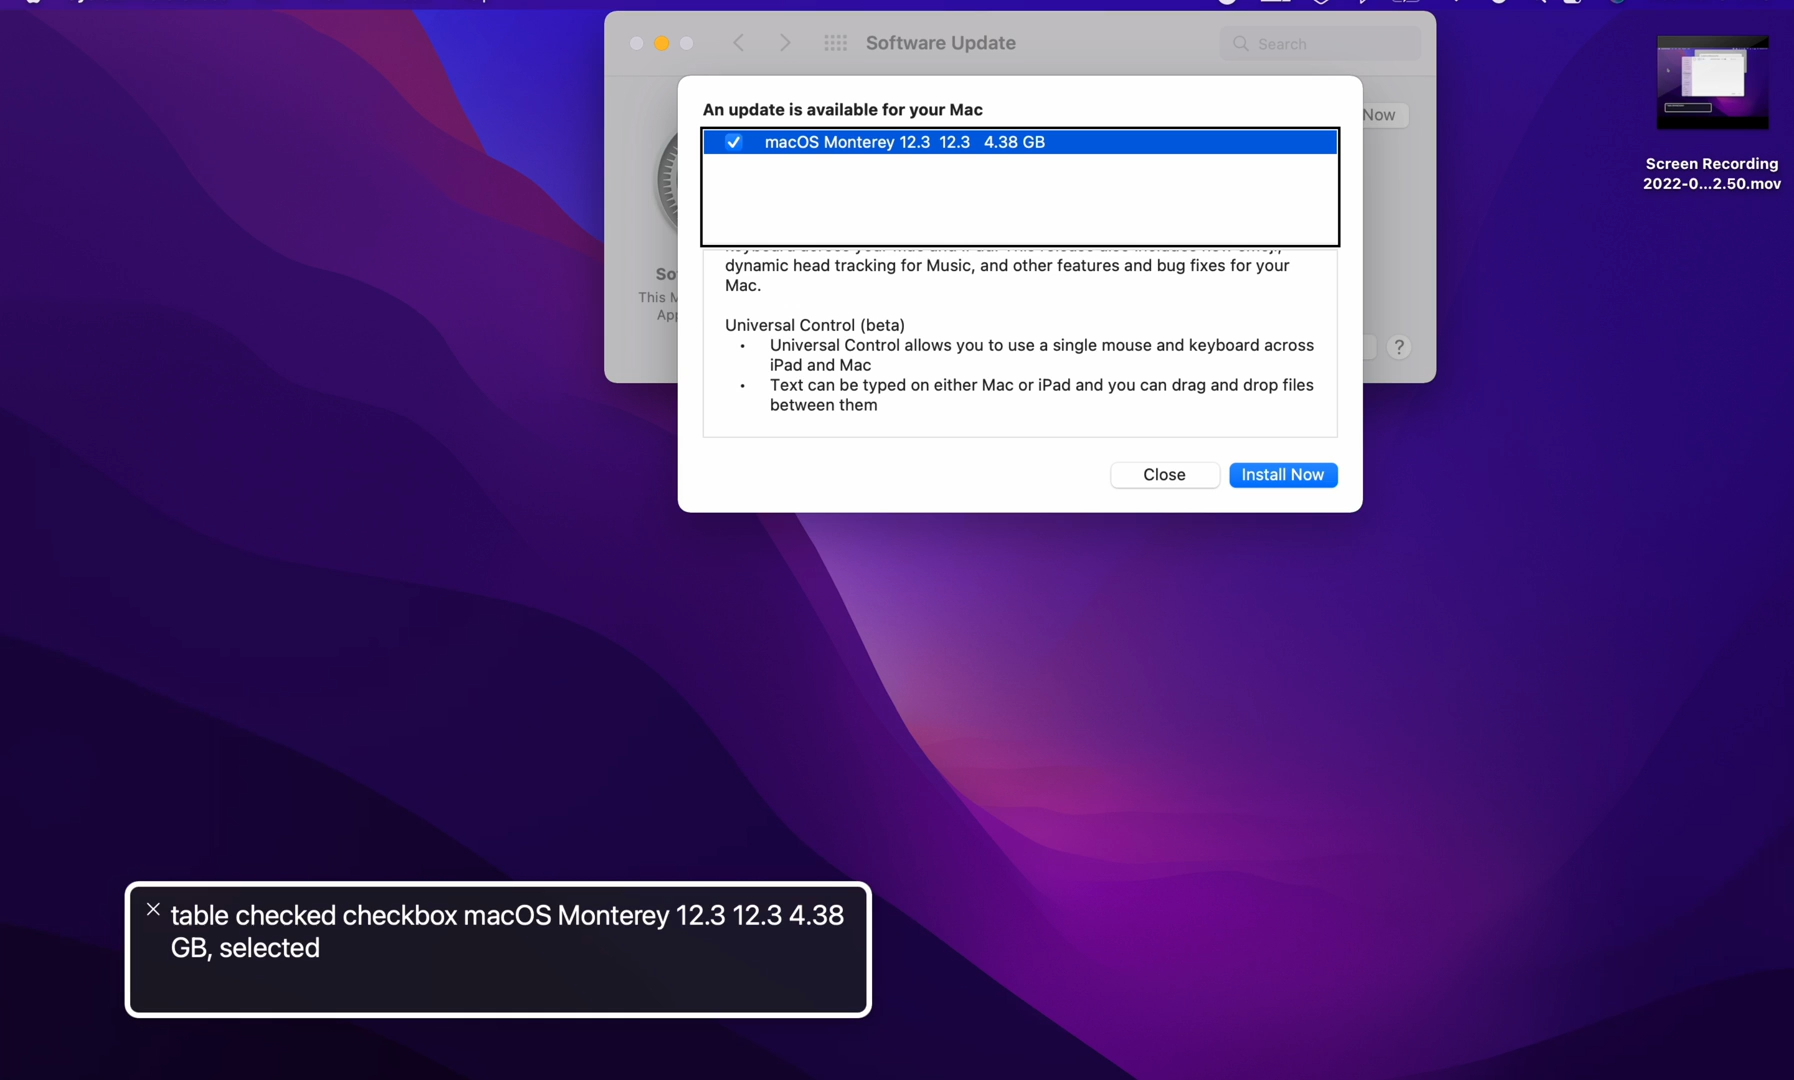 Software Update
Search
An update is available for your Mac
Now
macOS Monterey 12.3 12.3 4.38 GB
dynamic head tracking for Music, and other features and bug fixes for your
Mac.
Universal Control (beta)
• Universal Control allows you to use a single mouse and keyboard across
iPad and Mac
• Text can be typed on either Mac or iPad and you can drag and drop files
between them
This
?
Close
Install Now
Screen Recording
2022-0...2.50.mov
table checked checkbox macOS Monterey 12.3 12.3 4.38
GB, selected